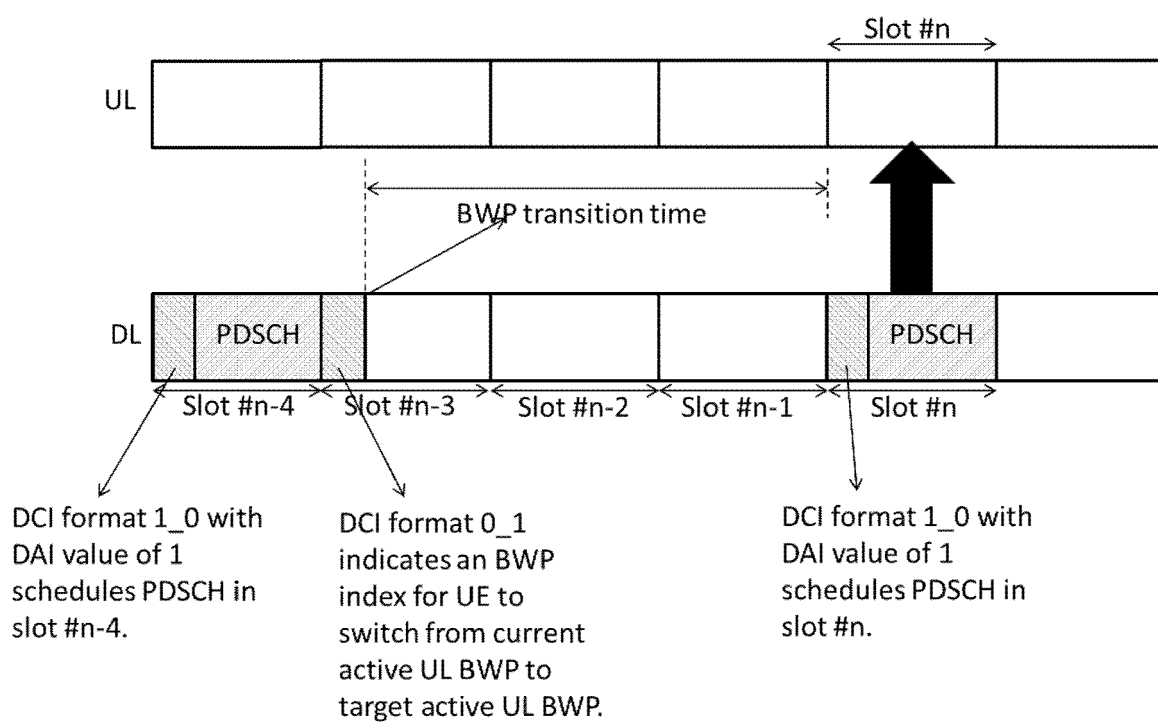 Slot #n
UL
BWP transition time
DL
PDSCH
PDSCH
Slot #n-4
Slot #n-3
Slot #n-2
Slot #n-1
Slot #n
DCI format 1_0 with
DAI value of 1
schedules PDSCH in
slot #n-4.
DCI format 0_1
indicates an BWP
index for UE to
switch from current
active UL BWP to
target active UL BWP.
DCI format 1_0 with
DAI value of 1
schedules PDSCH in
slot #n.